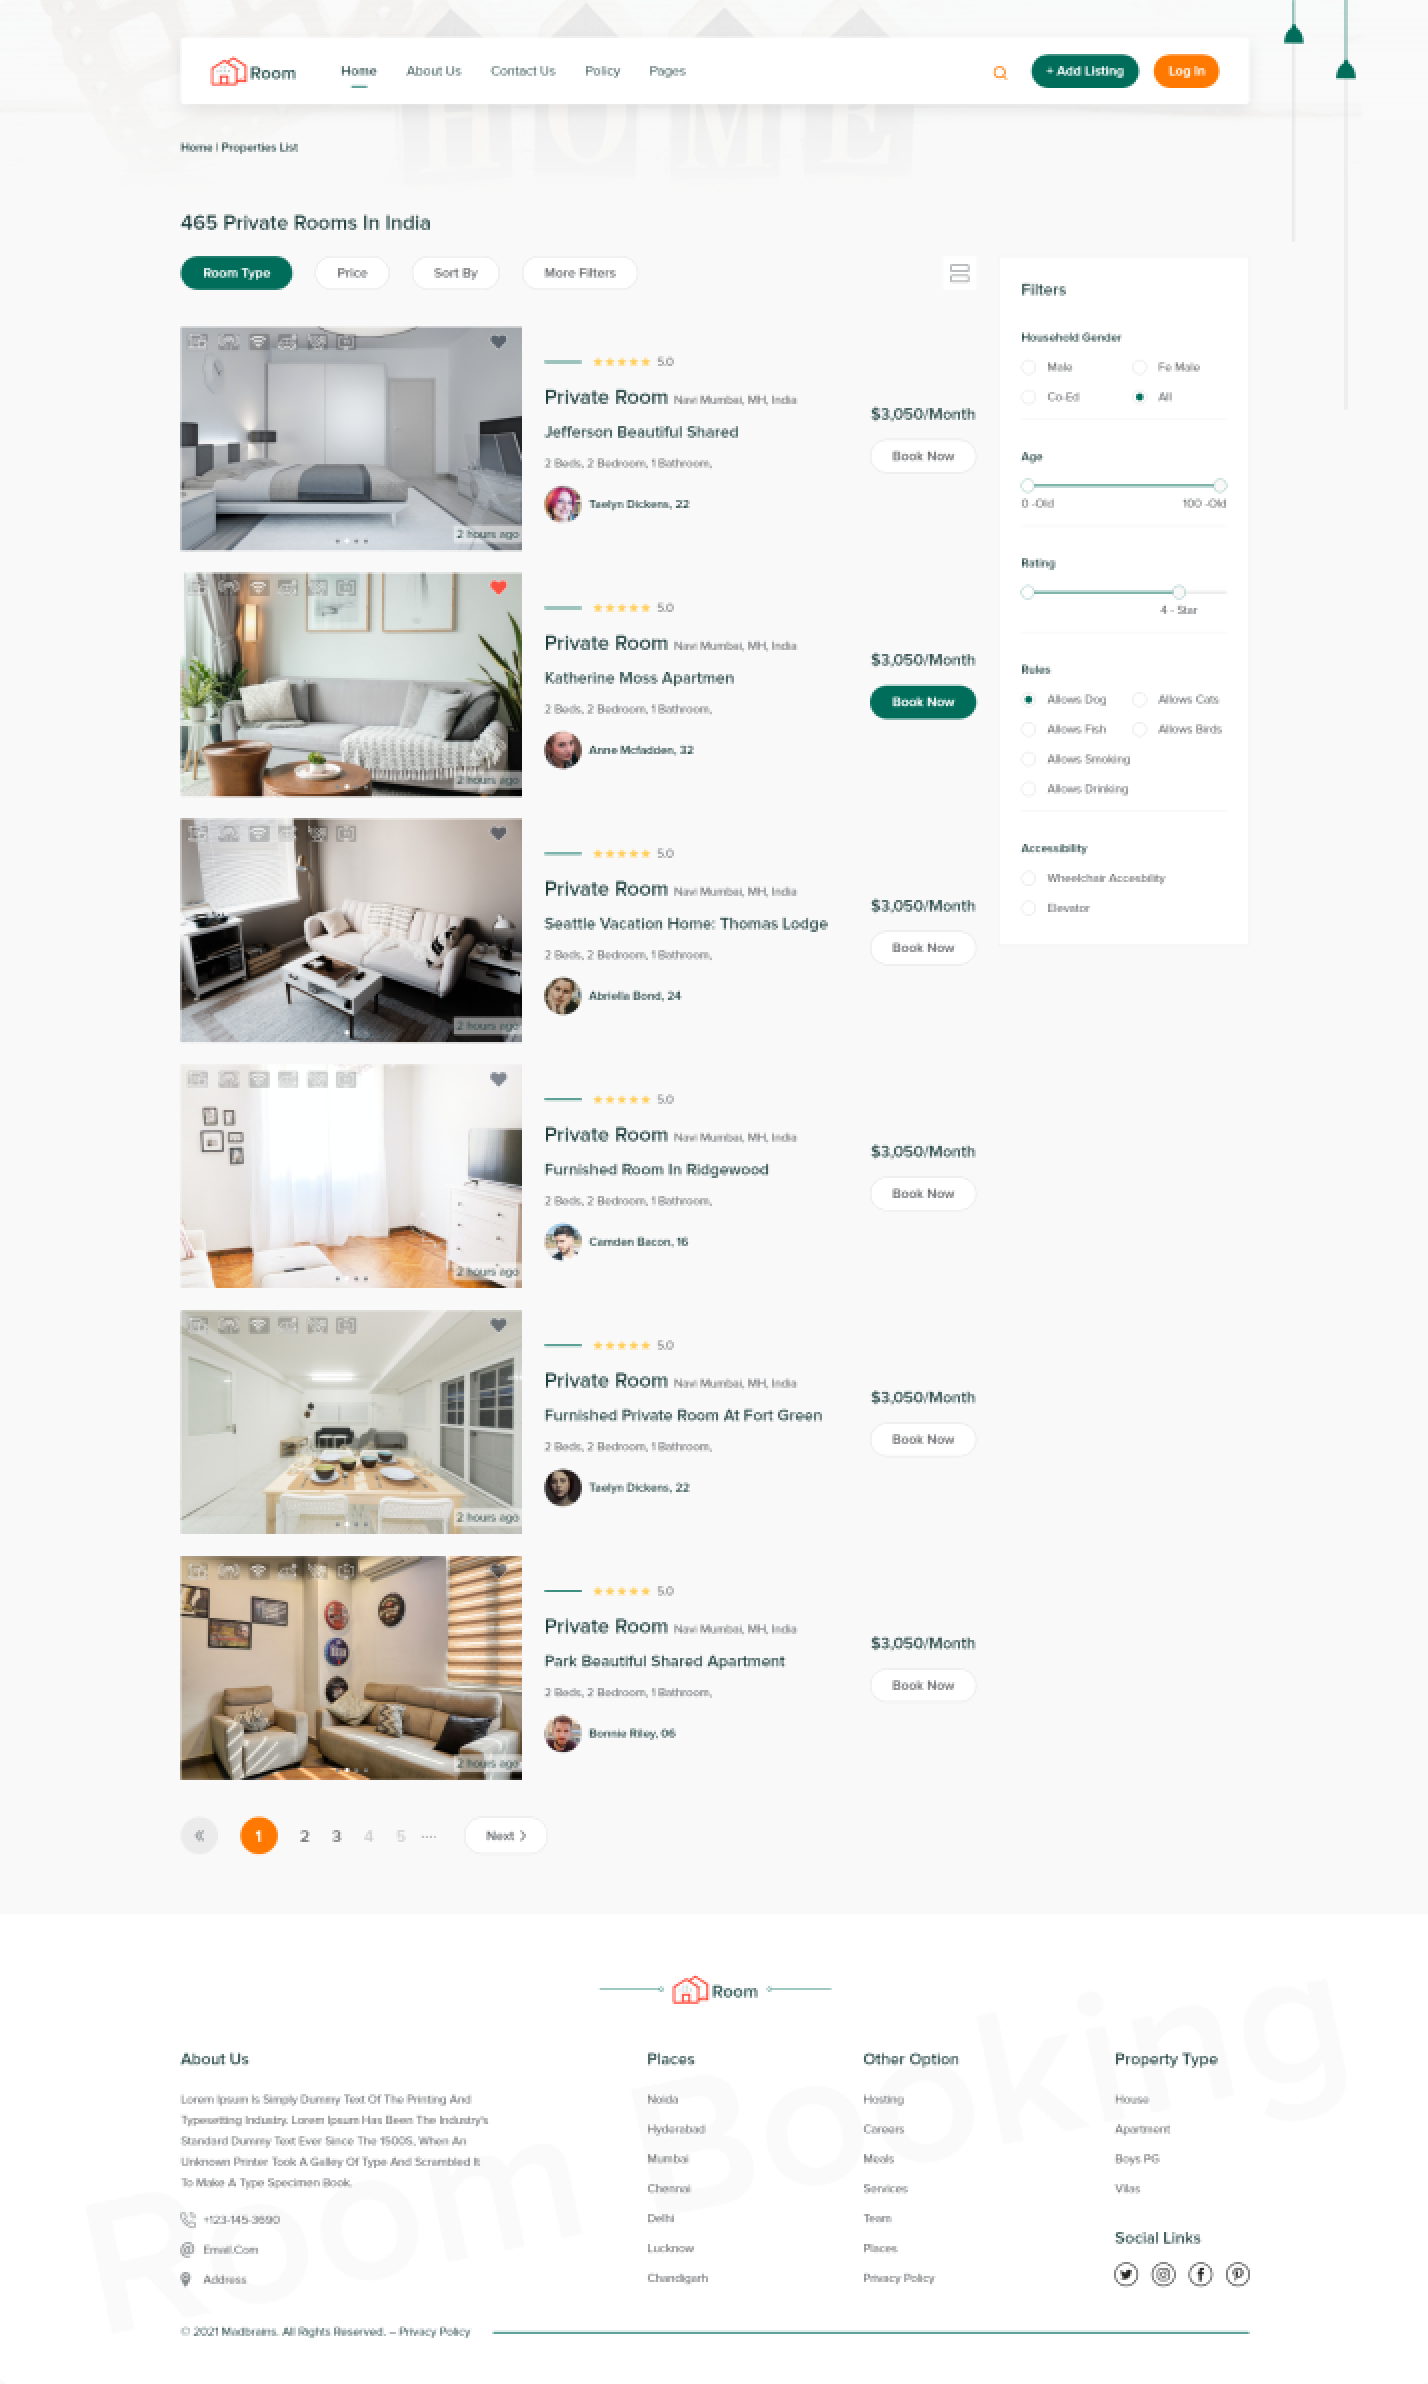 Room
Home
About Us
Contact Us
Policy
Pages
+ Add Listing
Log In
HOME
Home | Properties List
465 Private Rooms In India
Room Type
Price
Sort By
More Filters
5.0
Private Room Navi Mumbai, MH, India
Jefferson Beautiful Shared
2 Beds, 2 Bedroom, 1 Bathroom,
Taelyn Dickens, 22
$3,050/Month
Book Now
2 hours ago
5.0
Private Room Navi Mumbai, MH, India
Katherine Moss Apartmen
2 Beds, 2 Bedroom, 1 Bathroom,
Anne Mcfadden, 32
$3,050/Month
Book Now
2 hours ago
5.0
Private Room Navi Mumbai, MH, India
Seattle Vacation Home: Thomas Lodge
2 Beds, 2 Bedroom, 1 Bathroom,
Abriella Bond, 24
$3,050/Month
Book Now
2 hours ago
5.0
Private Room Navi Mumbai, MH, India
Furnished Room In Ridgewood
2 Beds, 2 Bedroom, 1 Bathroom,
Camden Bacon, 16
$3,050/Month
Book Now
2 hours ago
5.0
Private Room Navi Mumbai, MH, India
Furnished Private Room At Fort Green
2 Beds, 2 Bedroom, 1 Bathroom,
Taelyn Dickens, 22
$3,050/Month
Book Now
2 hours ago
5.0
Private Room Navi Mumbai, MH, India
Park Beautiful Shared Apartment
2 Beds, 2 Bedroom, 1 Bathroom,
Bonnie Riley, 06
$3,050/Month
Book Now
2 hours ago
Filters
Household Gender
Male
Fe Male
Co-Ed
All
Age
0 -Old
100 -Old
Rating
4 - Star
Rules
Allows Dog
Allows Cats
Allows Fish
Allows Birds
Allows Smoking
Allows Drinking
Accessibility
Wheelchair Accesbility
Elevator
« 1 2 3 4 5 ....
Next >
Room
Room Booking
About Us
Lorem Ipsum Is Simply Dummy Text Of The Printing And
Typesetting Industry. Lorem Ipsum Has Been The Industry's
Standard Dummy Text Ever Since The 1500S, When An
Unknown Printer Took A Galley Of Type And Scrambled It
To Make A Type Specimen Book.
+123-145-3690
Email.Com
Address
Places
Noida
Hyderabad
Mumbai
Chennai
Delhi
Lucknow
Chandigarh
Other Option
Hosting
Careers
Meals
Services
Team
Places
Privacy Policy
Property Type
House
Apartment
Boys PG
Vilas
Social Links
© 2021 Madbrains. All Rights Reserved. – Privacy Policy